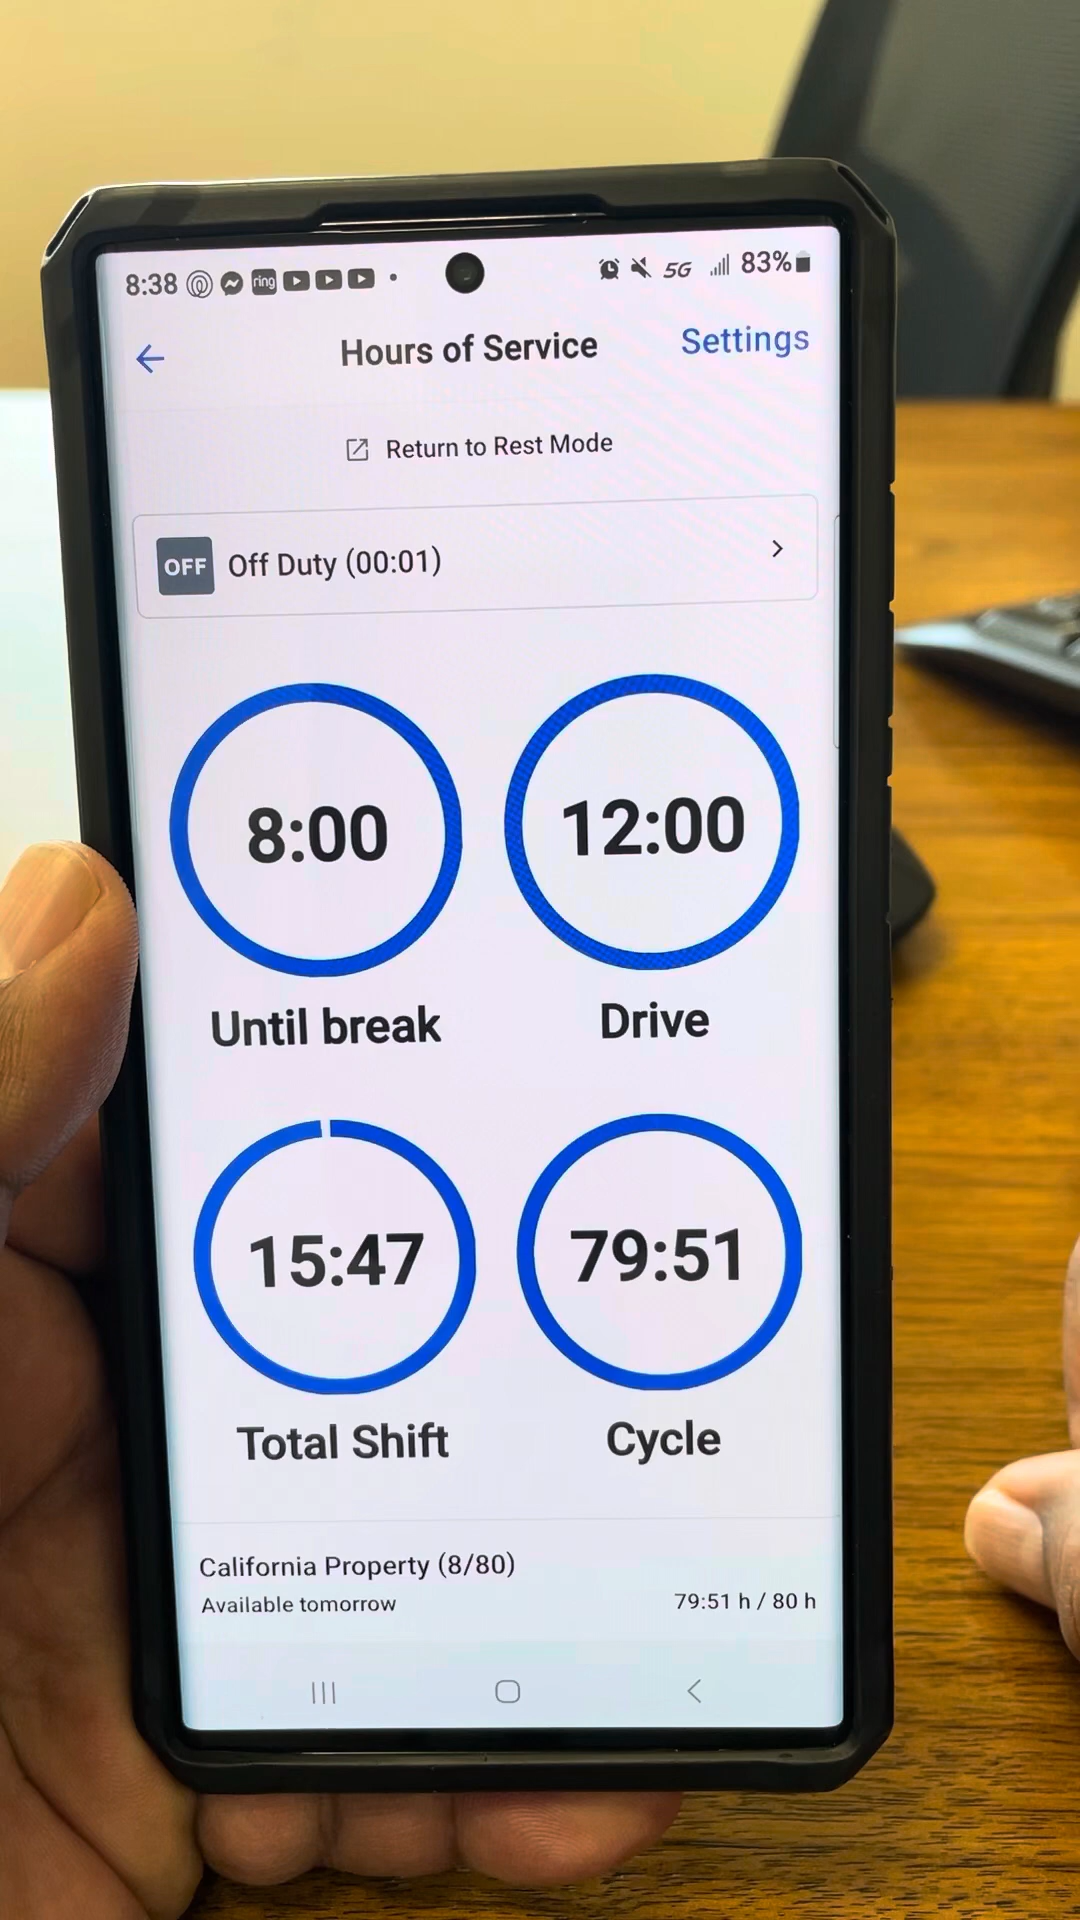 8:38 ring 5G 83%
Hours of Service Settings
Return to Rest Mode
OFF Off Duty (00:01)
8:00 12:00
Until break Drive
15:47 79:51
Total Shift Cycle
California Property (8/80)
Available tomorrow 79:51 h / 80 h